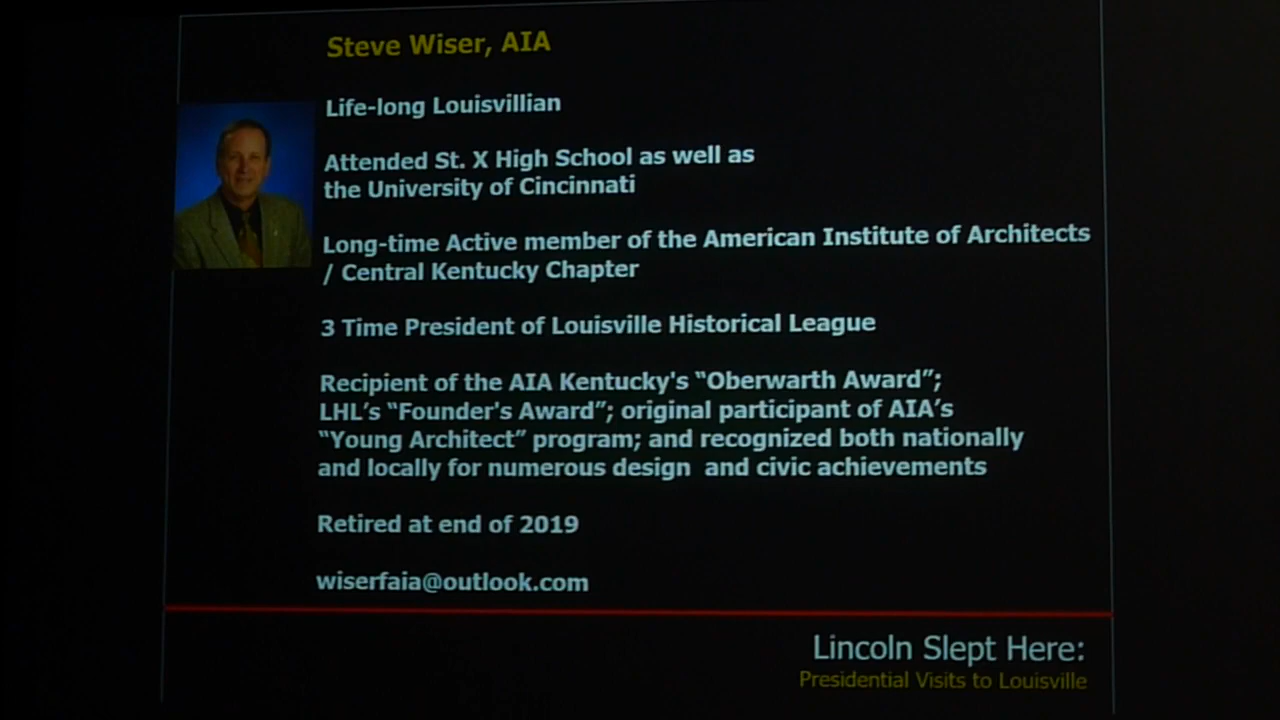 Steve Wiser, AIA
Life-long Louisvillian
Attended St. X High School as well as
the University of Cincinnati
Long-time Active member of the American Institute of Architects
/ Central Kentucky Chapter
3 Time President of Louisville Historical League
Recipient of the AIA Kentucky's “Oberwarth Award”;
LHL’s “Founder's Award”; original participant of AIA’s
“Young Architect” program; and recognized both nationally
and locally for numerous design and civic achievements
Retired at end of 2019
wiserfaia@outlook.com
Lincoln Slept Here:
Presidential Visits to Louisville